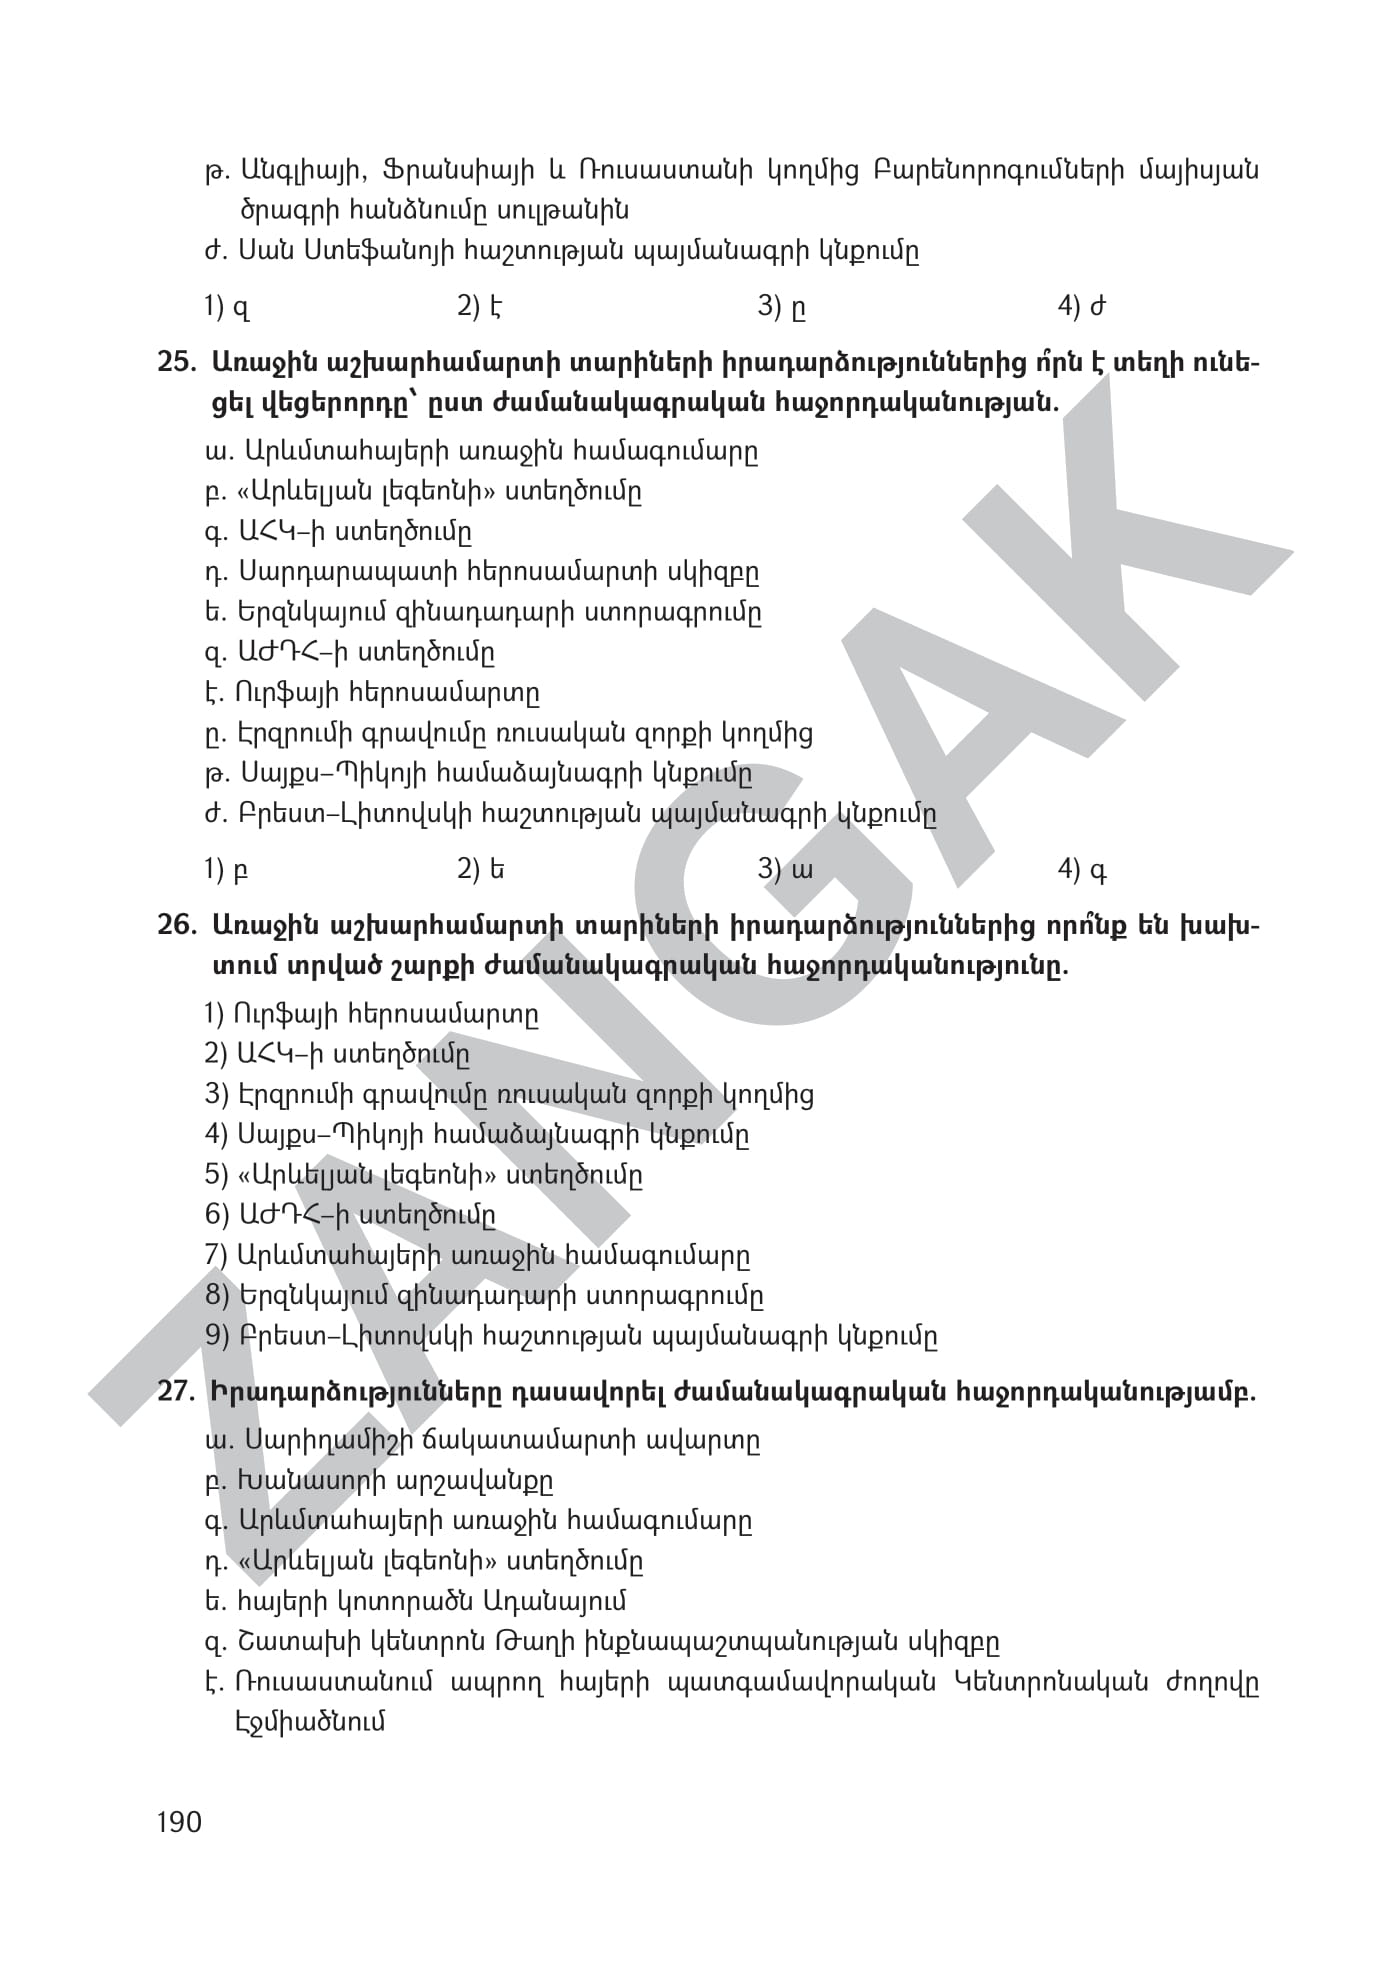 թ. Անգլիայի, Ֆրանսիայի և Ռուսաստանի կողմից Բարենորոգումների մայիսյան
ծրագրի հանձնումը սուլթանին
ժ. Սան Ստեֆանոյի հաշտության պայմանագրի կնքումը
1) զ 2) է 3) ը 4) ժ
25. Առաջին աշխարհամարտի տարիների իրադարձություններից ո՞րն է տեղի ունե-
ցել վեցերորդը՝ ըստ ժամանակագրական հաջորդականության.
ա. Արևմտահայերի առաջին համագումարը
բ. «Արևելյան լեգեոնի» ստեղծումը
գ. ԱՀԿ–ի ստեղծումը
դ. Սարդարապատի հերոսամարտի սկիզբը
ե. Երզնկայում զինադադարի ստորագրումը
զ. ԱԺԴՀ–ի ստեղծումը
է. Ուրֆայի հերոսամարտը
ը. Էրզրումի գրավումը ռուսական զորքի կողմից
թ. Սայքս–Պիկոյի համաձայնագրի կնքումը
ժ. Բրեստ–Լիտովսկի հաշտության պայմանագրի կնքումը
1) բ 2) ե 3) ա 4) գ
26. Առաջին աշխարհամարտի տարիների իրադարձություններից որո՞նք են խախ-
տում տրված շարքի ժամանակագրական հաջորդականությունը.
1) Ուրֆայի հերոսամարտը
2) ԱՀԿ–ի ստեղծումը
3) Էրզրումի գրավումը ռուսական զորքի կողմից
4) Սայքս–Պիկոյի համաձայնագրի կնքումը
5) «Արևելյան լեգեոնի» ստեղծումը
6) ԱԺԴՀ–ի ստեղծումը
7) Արևմտահայերի առաջին համագումարը
8) Երզնկայում զինադադարի ստորագրումը
9) Բրեստ–Լիտովսկի հաշտության պայմանագրի կնքումը
27. Իրադարձությունները դասավորել ժամանակագրական հաջորդականությամբ.
ա. Սարիղամիշի ճակատամարտի ավարտը
բ. Խանասորի արշավանքը
գ. Արևմտահայերի առաջին համագումարը
դ. «Արևելյան լեգեոնի» ստեղծումը
ե. հայերի կոտորածն Ադանայում
զ. Շատախի կենտրոն Թաղի ինքնապաշտպանության սկիզբը
է. Ռուսաստանում ապրող հայերի պատգամավորական Կենտրոնական ժողովը
Էջմիածնում
190
ZANGAK